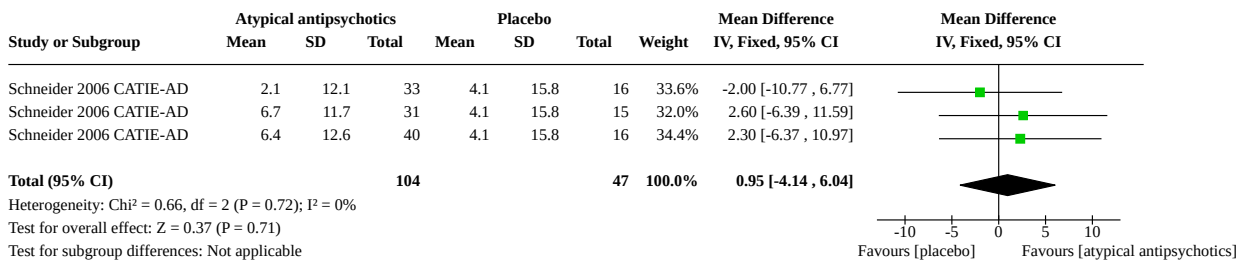 Atypical antipsychotics Placebo Mean Difference Mean Difference
Study or Subgroup Mean SD Total Mean SD Total Weight IV, Fixed, 95% CI IV, Fixed, 95% CI
Schneider 2006 CATIE-AD 2.1 12.1 33 4.1 15.8 16 33.6% -2.00 [-10.77 , 6.77]
Schneider 2006 CATIE-AD 6.7 11.7 31 4.1 15.8 15 32.0% 2.60 [-6.39 , 11.59]
Schneider 2006 CATIE-AD 6.4 12.6 40 4.1 15.8 16 34.4% 2.30 [-6.37 , 10.97]
Total (95% CI) 104 47 100.0% 0.95 [-4.14 , 6.04]
Heterogeneity: Chi² = 0.66, df = 2 (P = 0.72); I² = 0%
Test for overall effect: Z = 0.37 (P = 0.71) -10 -5 0 5 10
Test for subgroup differences: Not applicable Favours [placebo] Favours [atypical antipsychotics]